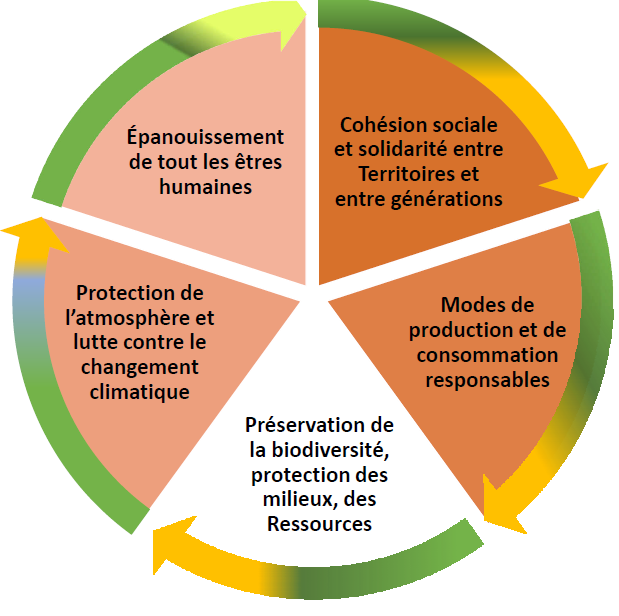 Épanouissement
de tout les êtres
humaines
Cohésion sociale
et solidarité entre
Territoires et
entre générations
Modes de
production et de
consommation
responsables
Préservation de
la biodiversité,
protection des
milieux, des
Ressources
Protection de
l’atmosphère et
lutte contre le
changement
climatique